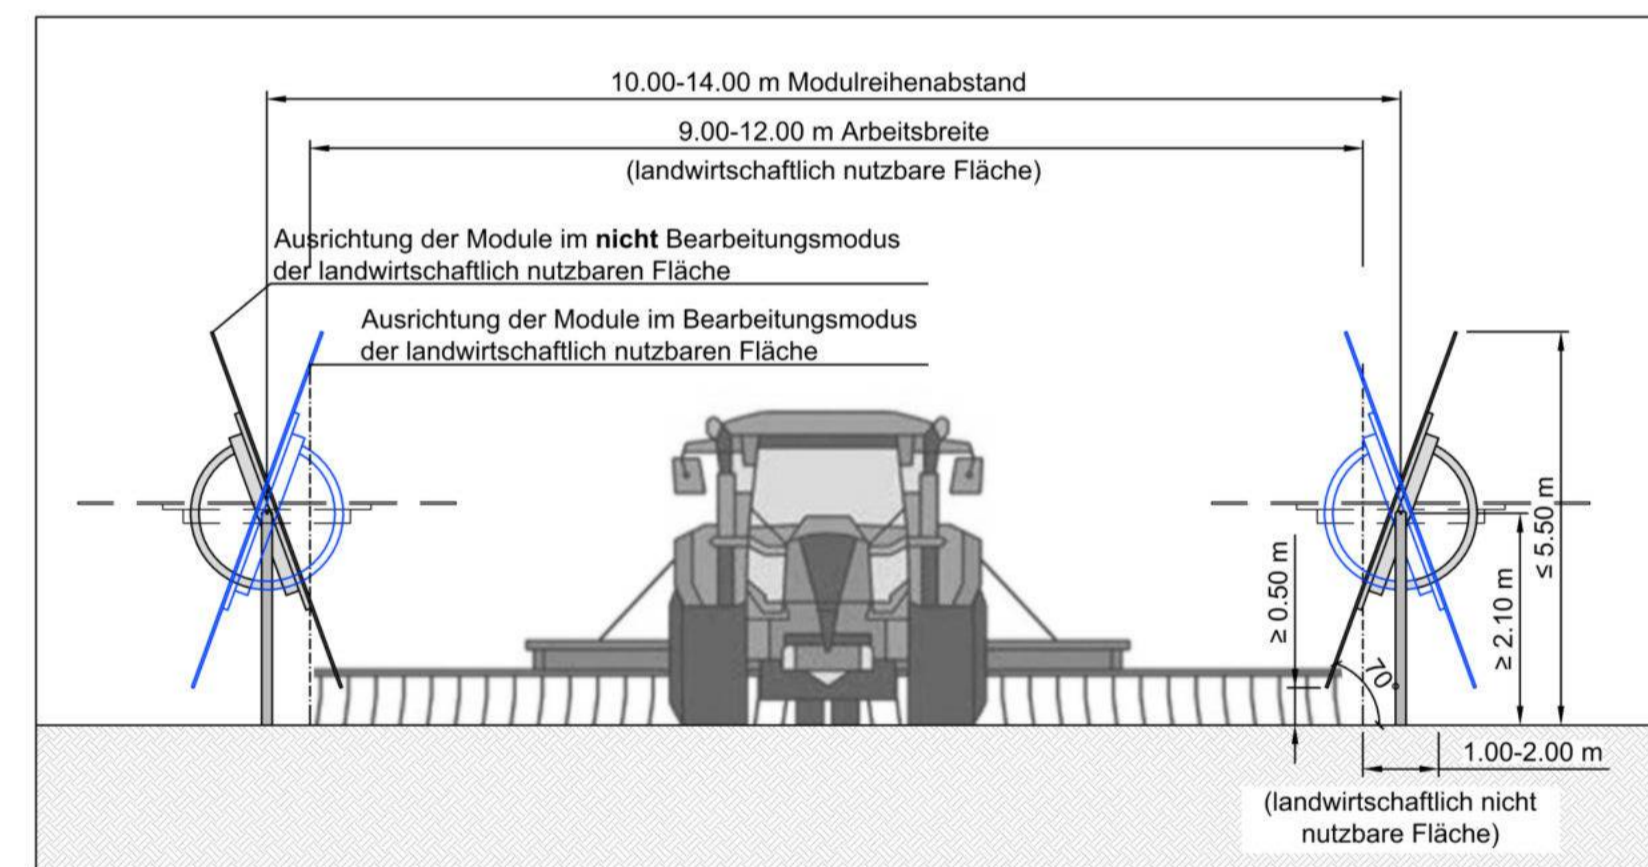 10.00-14.00 m Modulreihenabstand
9.00-12.00 m Arbeitsbreite
(landwirtschaftlich nutzbare Fläche)
Ausrichtung der Module im nicht Bearbeitungsmodus
der landwirtschaftlich nutzbaren Fläche
Ausrichtung der Module im Bearbeitungsmodus
der landwirtschaftlich nutzbaren Fläche
≥ 0.50 m
70°
≥ 2.10 m
≤ 5.50 m
1.00-2.00 m
(landwirtschaftlich nicht
nutzbare Fläche)